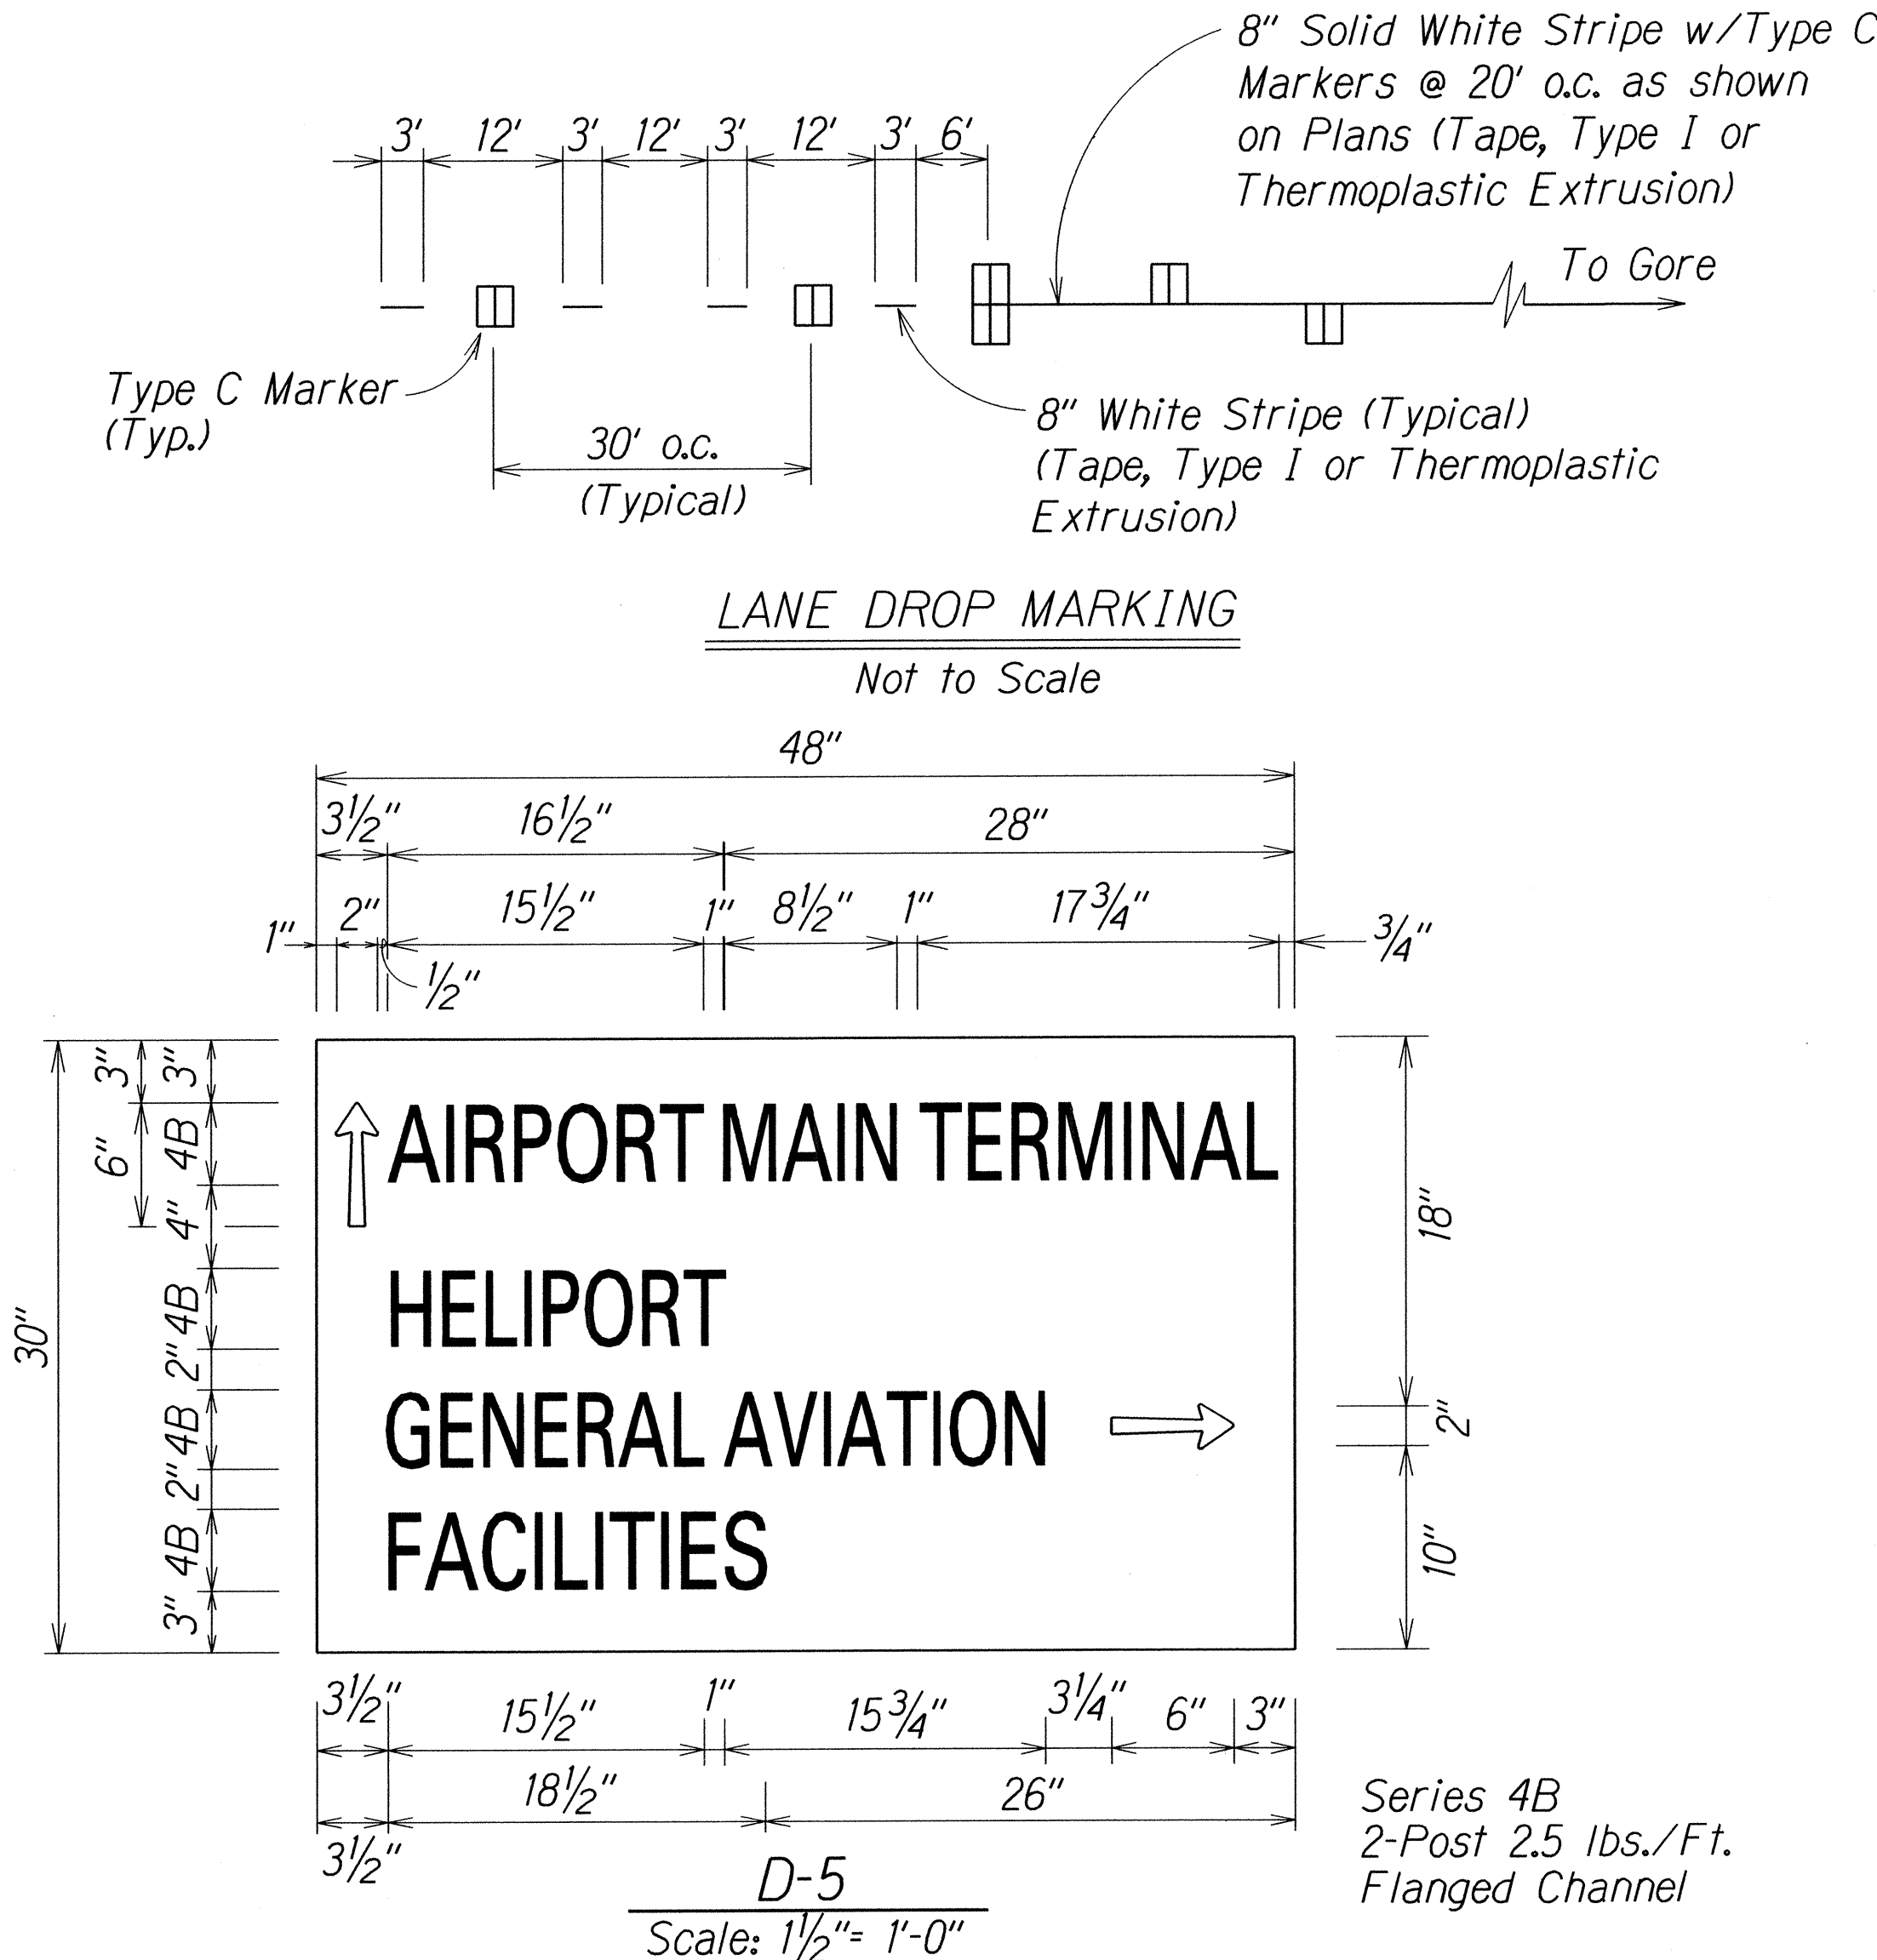 8" Solid White Stripe w/Type C
Markers @ 20' o.c. as shown
on Plans (Tape, Type I or
Thermoplastic Extrusion)
3' 12' 3' 12' 3' 12' 3' 6'
To Gore
Type C Marker
(Typ.)
30' o.c.
(Typical)
8" White Stripe (Typical)
(Tape, Type I or Thermoplastic
Extrusion)
LANE DROP MARKING
Not to Scale
48"
3½" 16½" 28"
1" 2" 15½" 1" 8½" 1" 17¾" ¾"
½"
30"
3" 6"
3" 4B 4" 4B 2" 4B 2" 4B 3"
AIRPORT MAIN TERMINAL
HELIPORT
GENERAL AVIATION
FACILITIES
18" 2" 10"
3½" 15½" 1" 15¾" 3¼" 6" 3"
3½" 18½" 26"
Series 4B
2-Post 2.5 lbs./Ft.
Flanged Channel
D-5
Scale: 1½"= 1'-0"